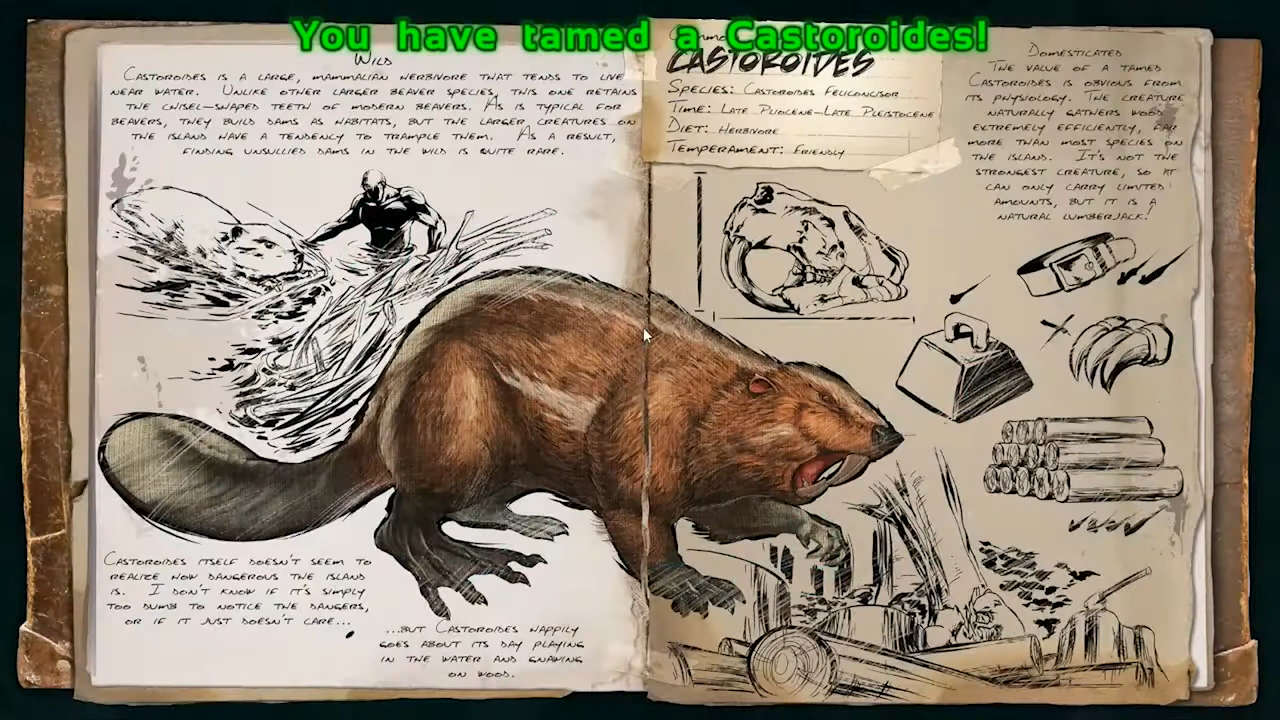 You have tamed a Castoroides!
Wild
Castoroides is a large, mammalian herbivore that tends to live
near water. Unlike other larger beaver species, this one retains
the chisel-shaped teeth of modern beavers. As is typical for
beavers, they build dams as habitats, but the larger creatures on
the island have a tendency to trample them. As a result,
finding unsullied dams in the wild is quite rare.
Castoroides itself doesn't seem to
realize how dangerous the island
is. I don't know if it's simply
too dumb to notice the dangers,
or if it just doesn't care...
...but Castoroides happily
goes about its day playing
in the water and gnawing
on wood.
CASTOROIDES
Species: Castoroides Feliconcisor
Time: Late Pliocene-Late Pleistocene
Diet: Herbivore
Temperament: Friendly
Domesticated
The value of a tamed
Castoroides is obvious from
its physiology. The creature
naturally gathers wood
extremely efficiently, far
more than most species on
the island. It's not the
strongest creature, so it
can only carry limited
amounts, but it is a
natural lumberjack!